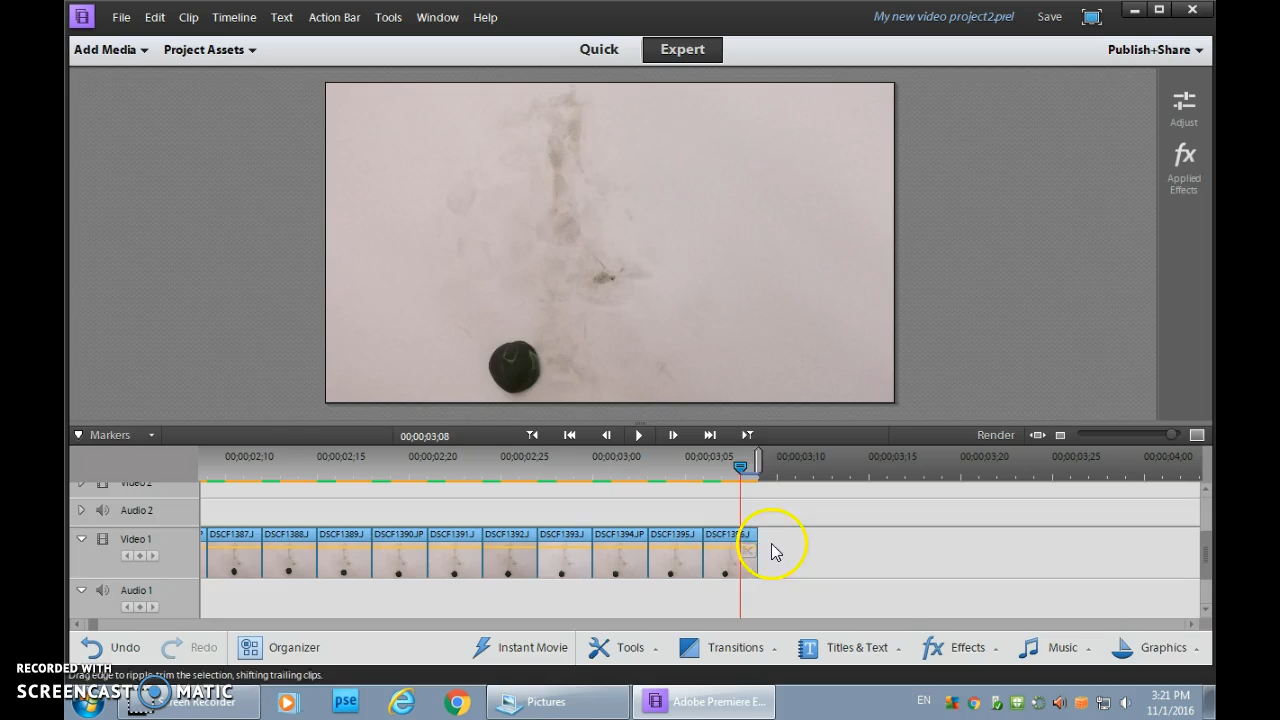 File Edit Clip Timeline Text Action Bar Tools Window Help My new video project2.prel Save
Add Media Project Assets Quick Expert Publish+Share
Adjust
fx
Applied
Effects
Markers 00;00;03;08 Render
00;00;02;10 00;00;02;15 00;00;02;20 00;00;02;25 00;00;03;00 00;00;03;05 00;00;03;10 00;00;03;15 00;00;03;20 00;00;03;25 00;00;04;00
Video 2
Audio 2
Video 1 DSCF1387.J DSCF1388.J DSCF1389.J DSCF1390.JP DSCF1391.J DSCF1392.J DSCF1393.J DSCF1394.JP DSCF1395.J
Audio 1
Undo Redo Organizer Instant Movie Tools Transitions Titles & Text Effects Music Graphics
RECORDED WITH
Drag edge to ripple trim the selection, shifting trailing clips.
SCREENCAST MATIC
Recorder pse Pictures Adobe Premiere E... EN 3:21 PM
11/1/2016